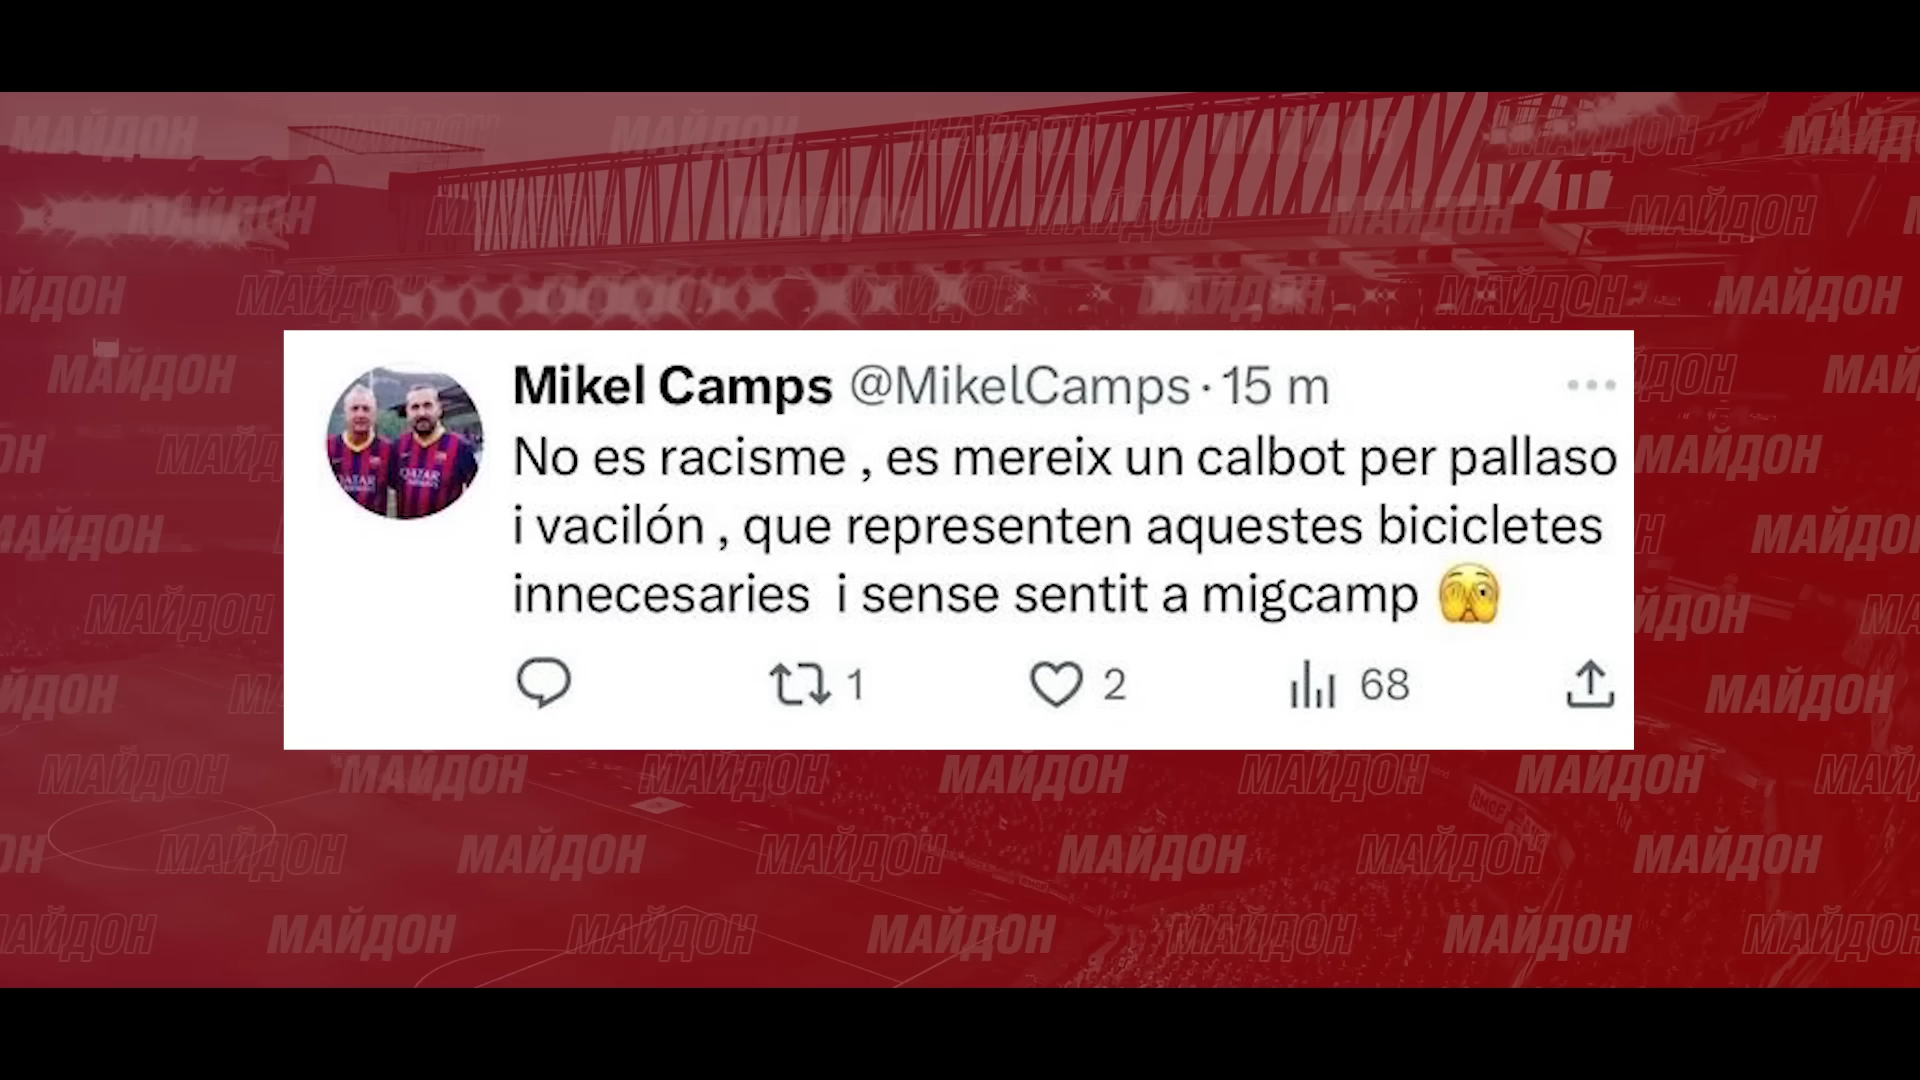 Mikel Camps @MikelCamps · 15 m
No es racisme , es mereix un calbot per pallaso
i vacilón , que representen aquestes bicicletes
innecesaries i sense sentit a migcamp 🫣
1 2 68
МАЙДОН